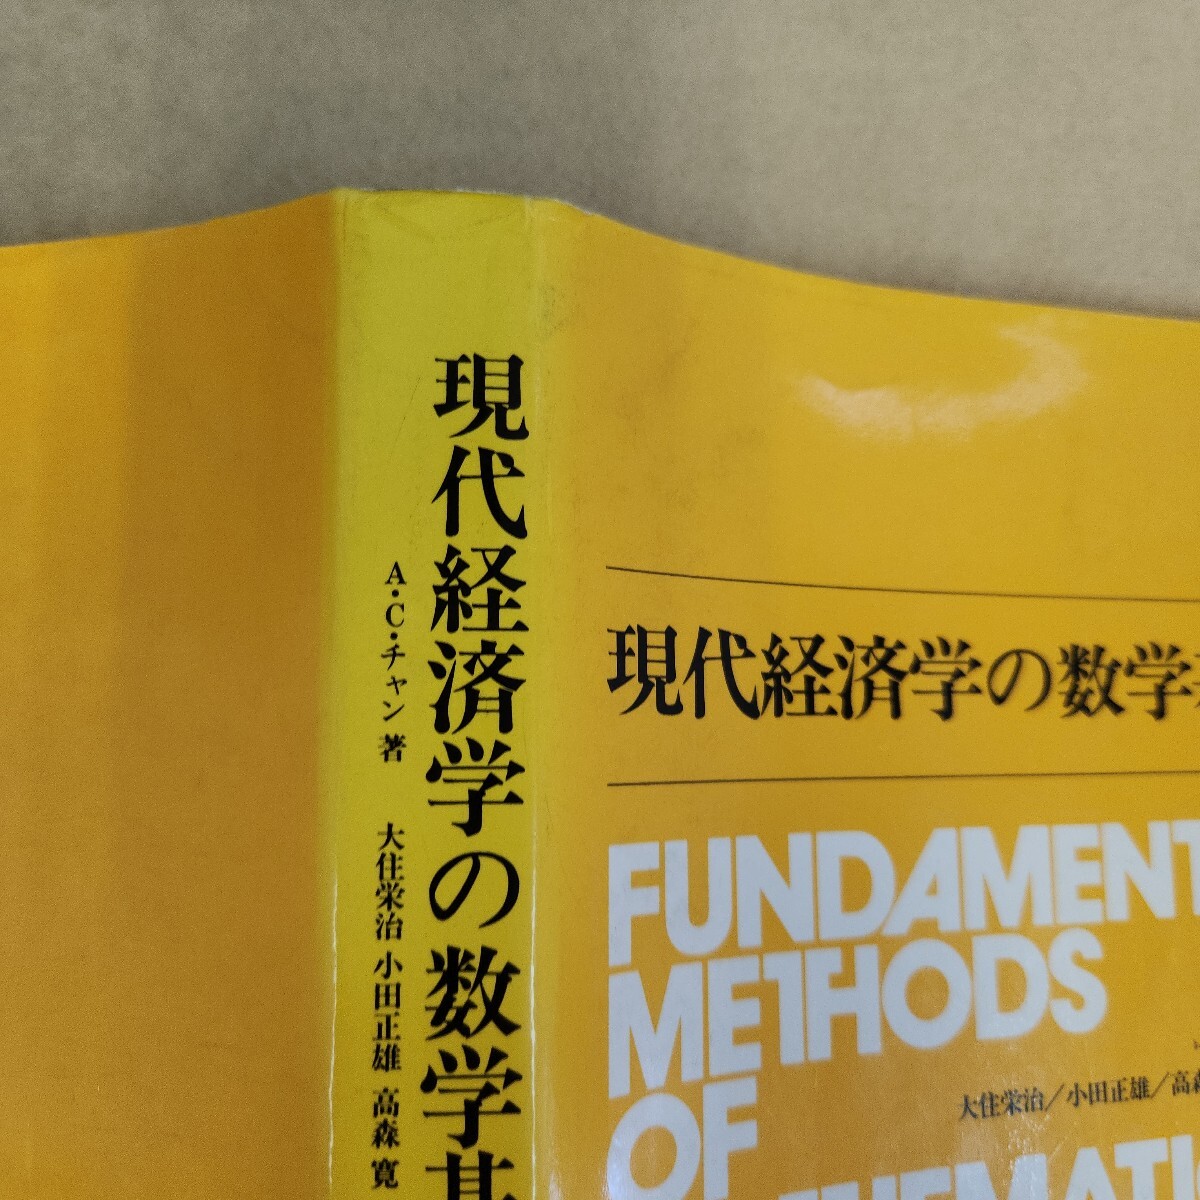 現代経済学の数学基
A・C・チャン著 大住栄治 小田正雄 高森 寛
現代経済学の数学
FUNDAMENT
METHODS
OF
大住栄治／小田正雄／高森